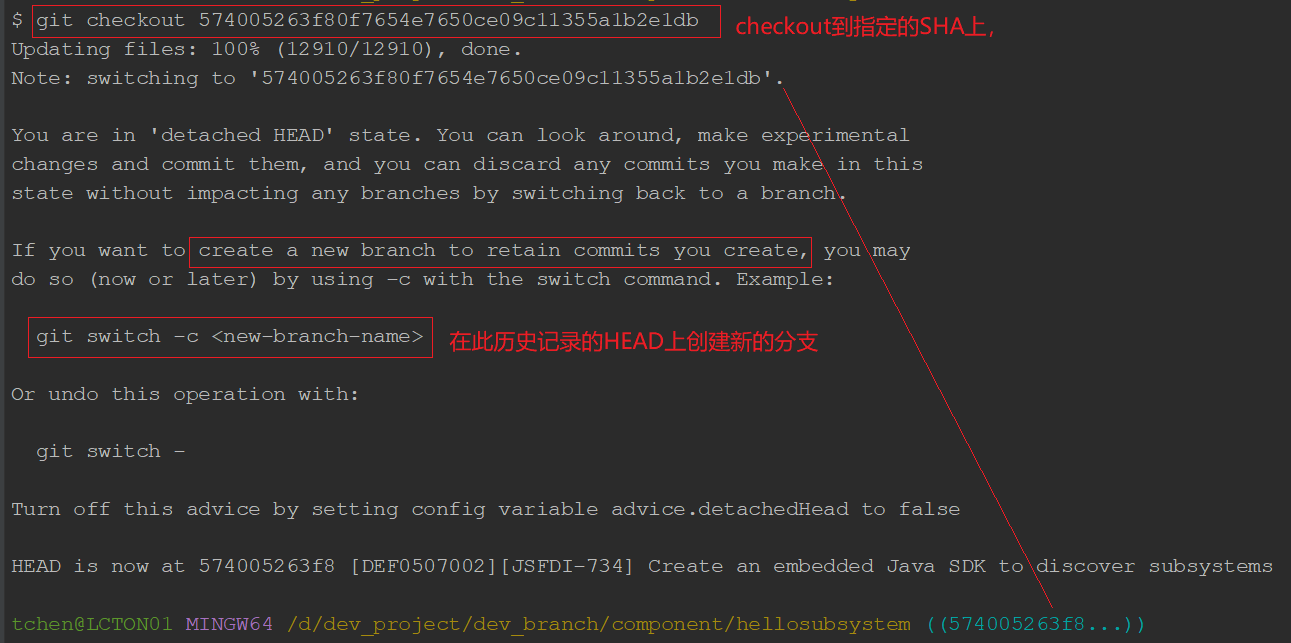 $ git checkout 574005263f80f7654e7650ce09c11355a1b2e1db checkout到指定的SHA上,
Updating files: 100% (12910/12910), done.
Note: switching to '574005263f80f7654e7650ce09c11355a1b2e1db'.
You are in 'detached HEAD' state. You can look around, make experimental
changes and commit them, and you can discard any commits you make in this
state without impacting any branches by switching back to a branch.
If you want to create a new branch to retain commits you create, you may
do so (now or later) by using -c with the switch command. Example:
git switch -c <new-branch-name> 在此历史记录的HEAD上创建新的分支
Or undo this operation with:
git switch -
Turn off this advice by setting config variable advice.detachedHead to false
HEAD is now at 574005263f8 [DEF0507002][JSFDI-734] Create an embedded Java SDK to discover subsystems
tchen@LCTON01 MINGW64 /d/dev_project/dev_branch/component/hellosubsystem ((574005263f8...))